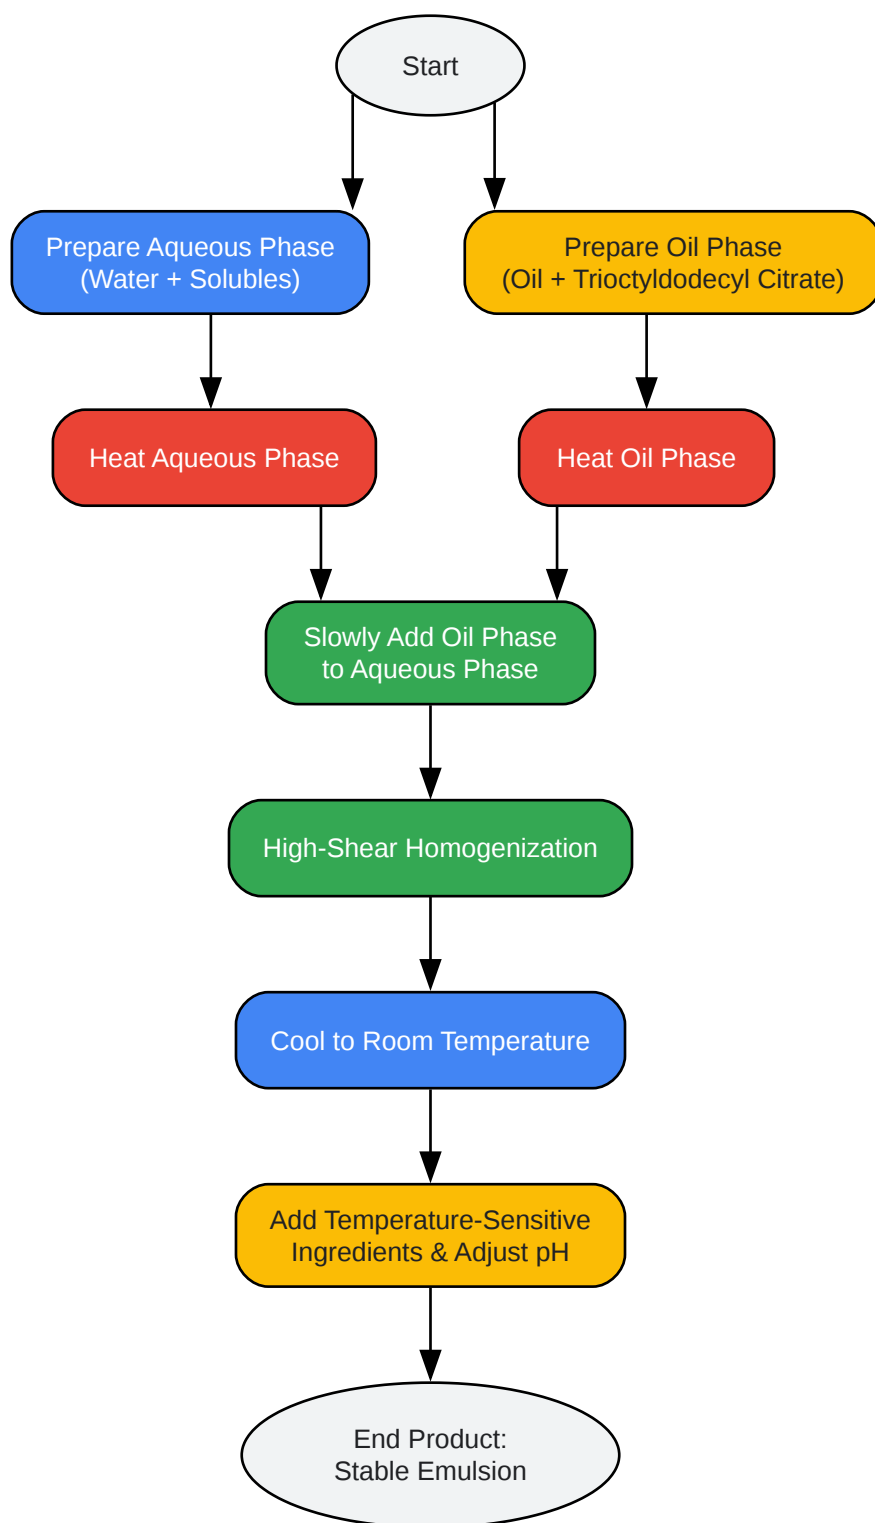 Start
Prepare Aqueous Phase
(Water + Solubles)
Prepare Oil Phase
(Oil + Trioctyldodecyl Citrate)
Heat Aqueous Phase
Heat Oil Phase
Slowly Add Oil Phase
to Aqueous Phase
High-Shear Homogenization
Cool to Room Temperature
Add Temperature-Sensitive
Ingredients & Adjust pH
End Product:
Stable Emulsion